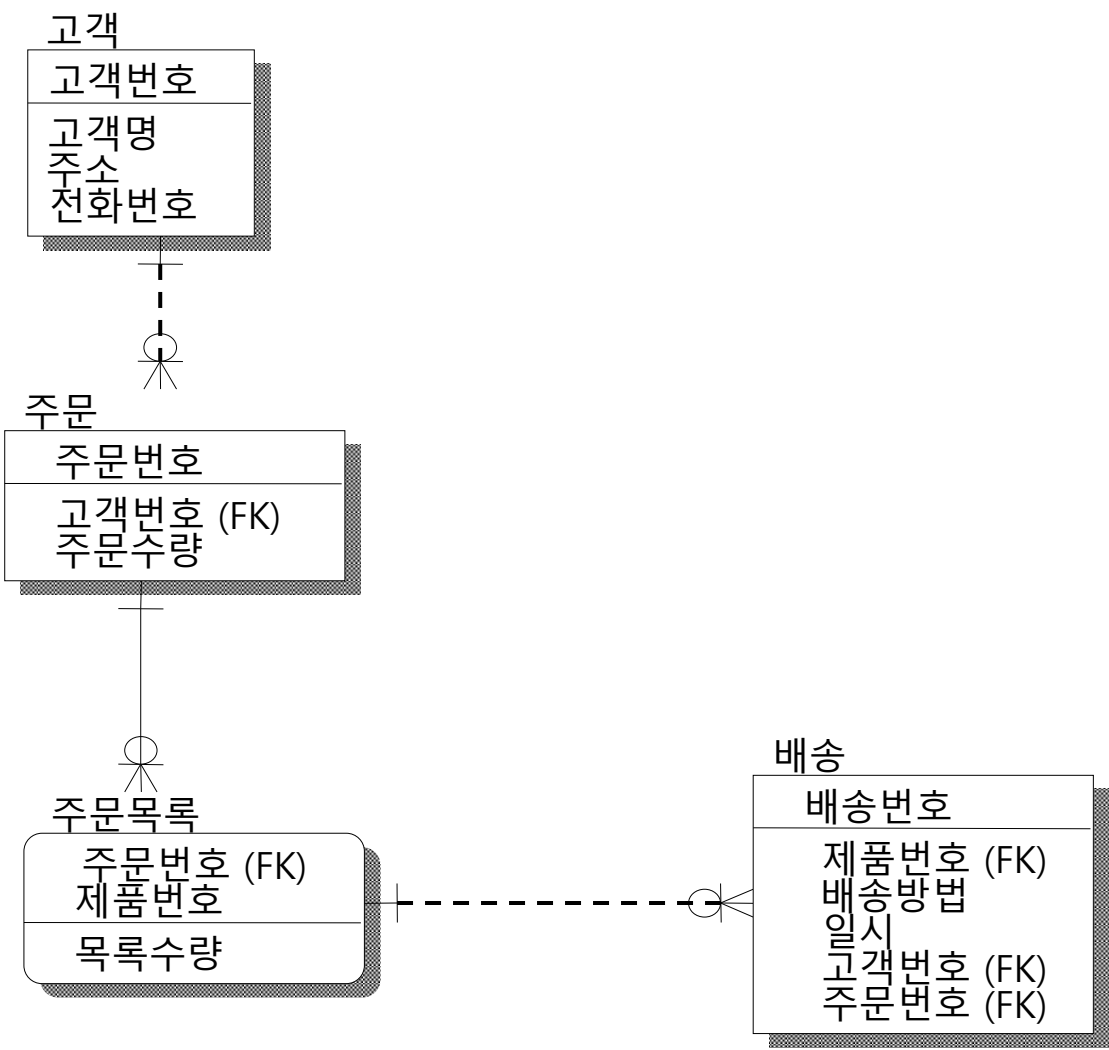 고객
고객번호
고객명
주소
전화번호
주문
주문번호
고객번호 (FK)
주문수량
주문목록
주문번호 (FK)
제품번호
목록수량
배송
배송번호
제품번호 (FK)
배송방법
일시
고객번호 (FK)
주문번호 (FK)